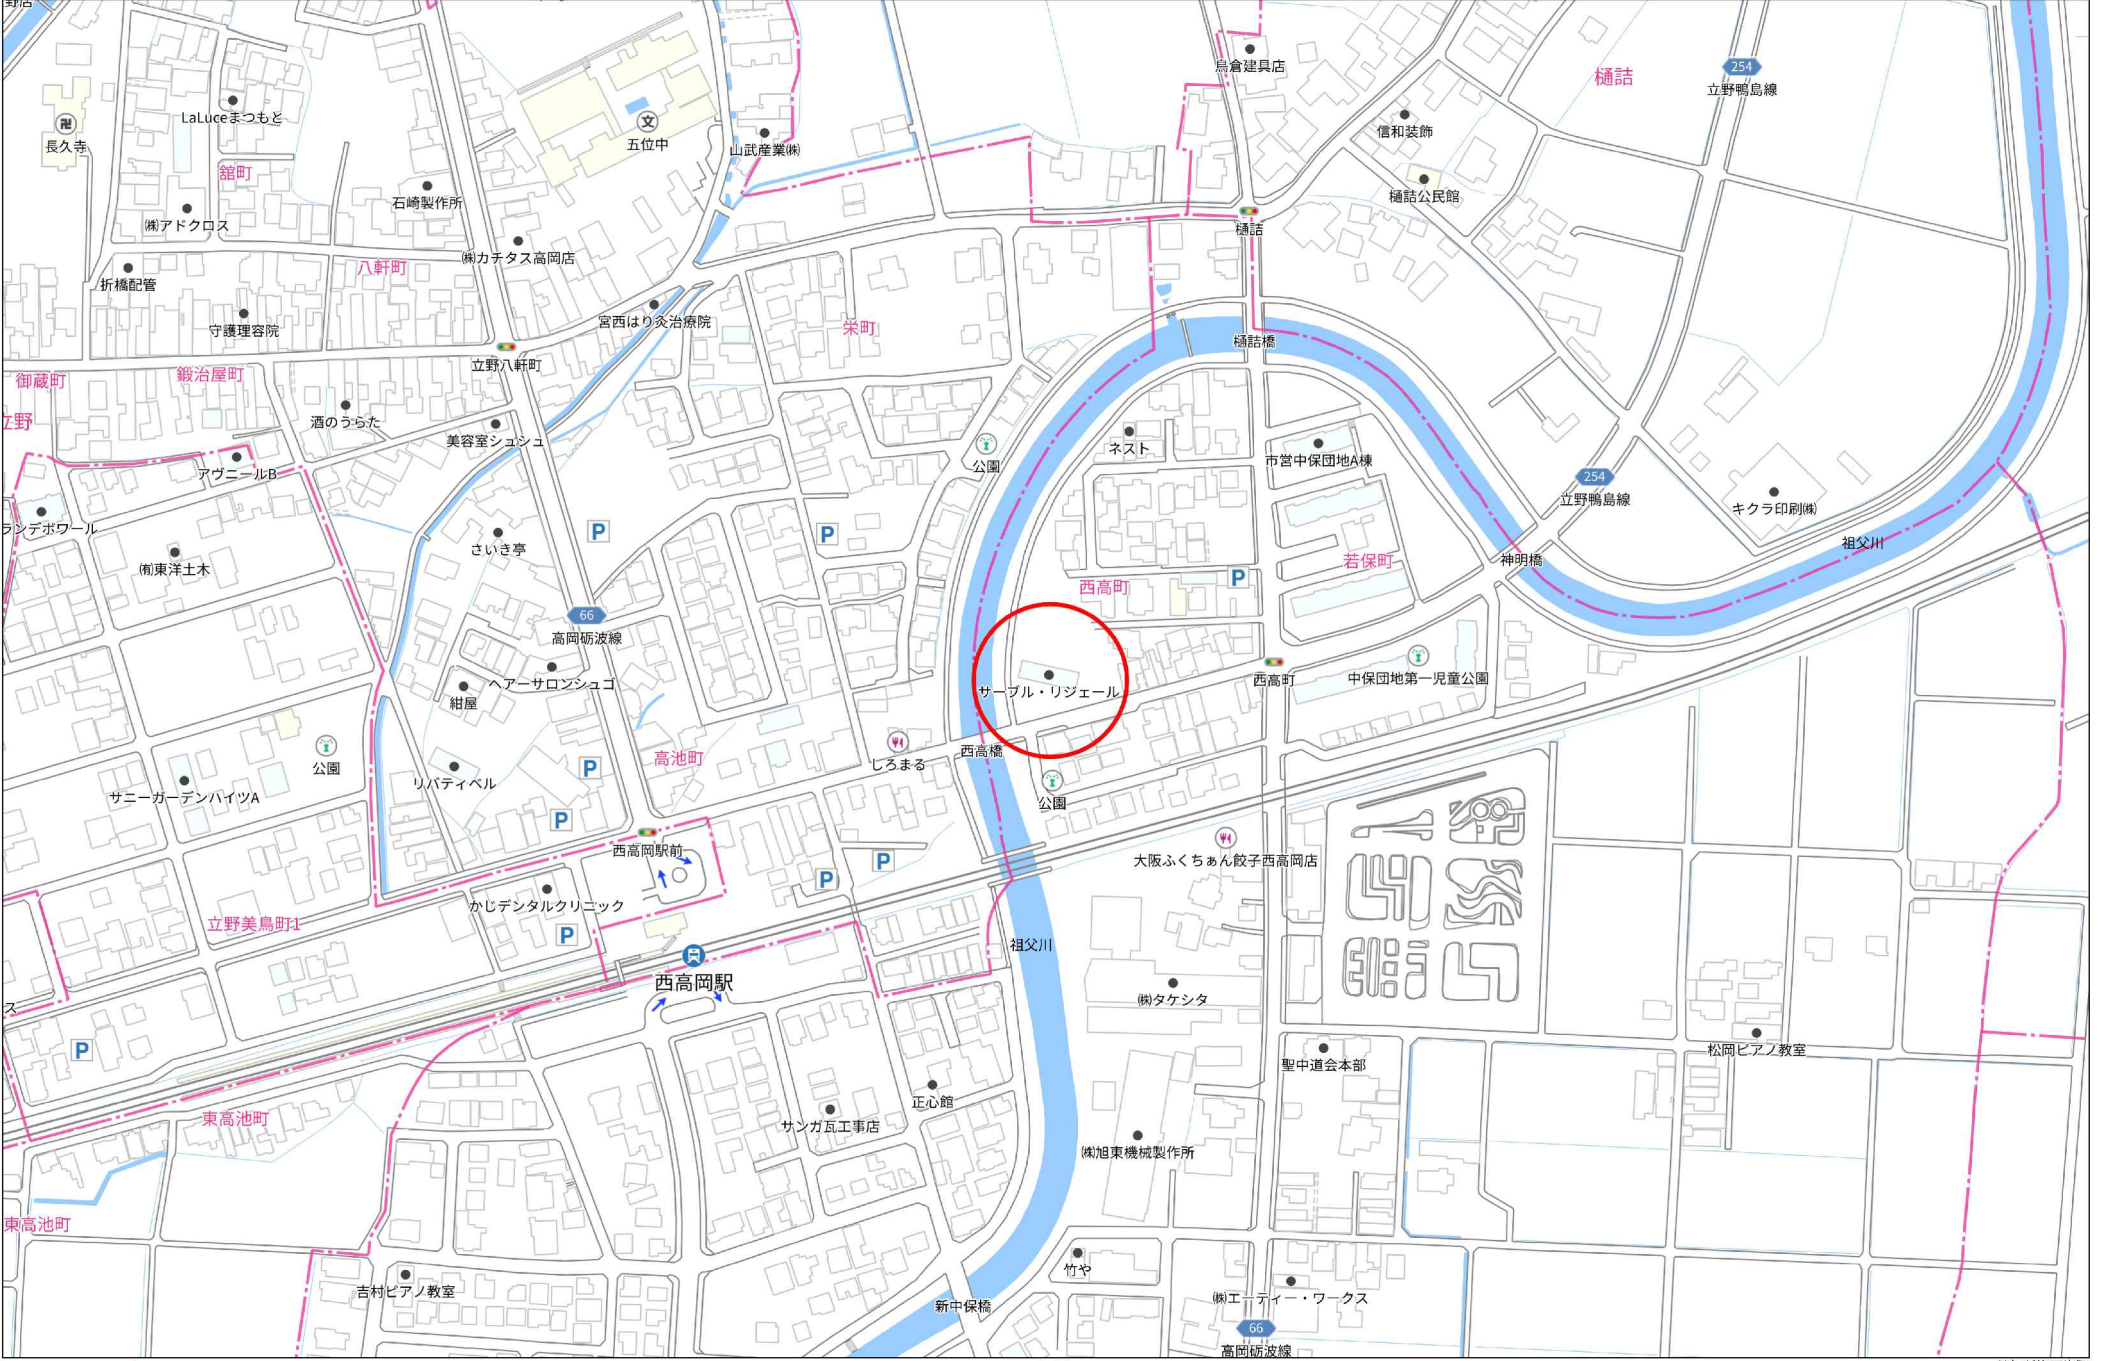 254
樋詰
立野鴨島線
鳥倉建具店
LaLuceまつもと
信和装飾
長久寺
五位中
山武産業㈱
舘町
石崎製作所
樋詰公民館
㈱アドクロス
樋詰
㈱カチタス高岡店
八軒町
折橋配管
宮西はり灸治療院
守護理容院
栄町
樋詰橋
立野八軒町
御蔵町
鍛治屋町
酒のうらた
立野
美容室シュシュ
ネスト
市営中保団地A棟
公園
アヴニールB
254
立野鴨島線
キクラ印刷㈱
ランデボワール
P
P
さいき亭
祖父川
若保町
神明橋
㈲東洋土木
西高町
P
66
高岡砺波線
ヘアーサロンシュゴ
西高町
中保団地第一児童公園
サーブル・リジェール
紺屋
西高橋
高池町
しろまる
公園
P
リバティベル
サニーガーデンハイツA
公園
P
西高岡駅前
P
大阪ふくちぁん餃子西高岡店
P
かじデンタルクリニック
立野美鳥町1
P
祖父川
西高岡駅
㈱タケシタ
ス
P
松岡ピアノ教室
聖中道会本部
正心館
東高池町
サンガ瓦工事店
㈱旭東機械製作所
東高池町
竹や
吉村ピアノ教室
㈱エーティー・ワークス
新中保橋
66
高岡砺波線